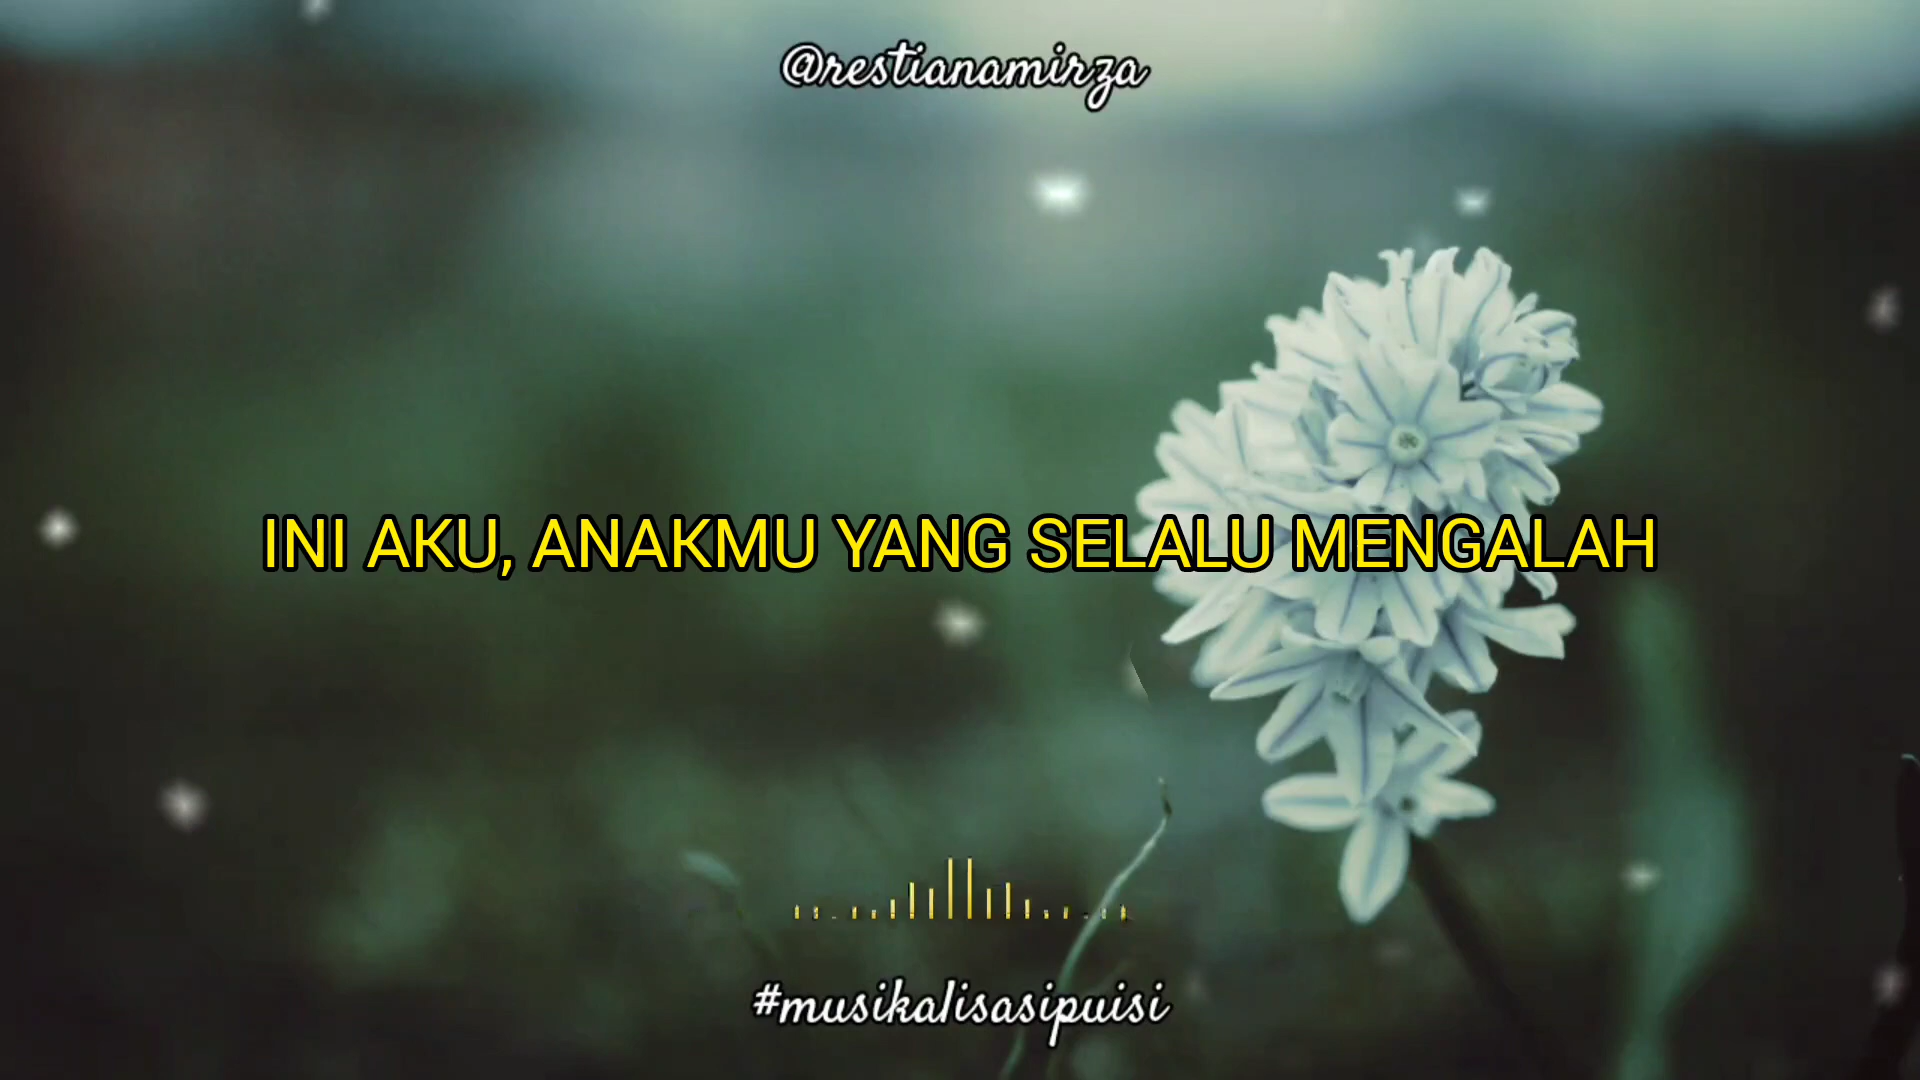 @restianamirza
INI AKU, ANAKMU YANG SELALU MENGALAH
#musikalisasipuisi